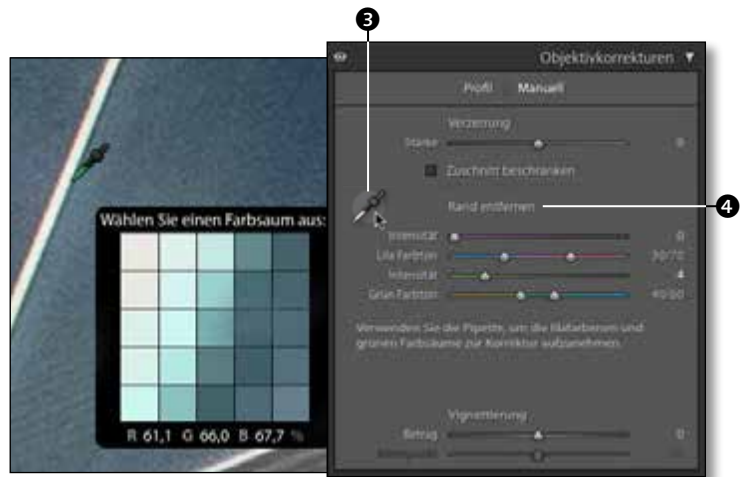 3
Objektivkorrekturen
Profil Manuell
Verzerrung
Stärke 0
Zuschnitt beschränken
Rand entfernen
4
Intensität 0
Lila Farbton 30/70
Intensität 4
Grün Farbton 40/60
Verwenden Sie die Pipette, um die lilafarbenen und
grünen Farbsäume zur Korrektur aufzunehmen.
Vignettierung
Betrag 0
Wählen Sie einen Farbsaum aus:
R 61,1 G 66,0 B 67,7 %